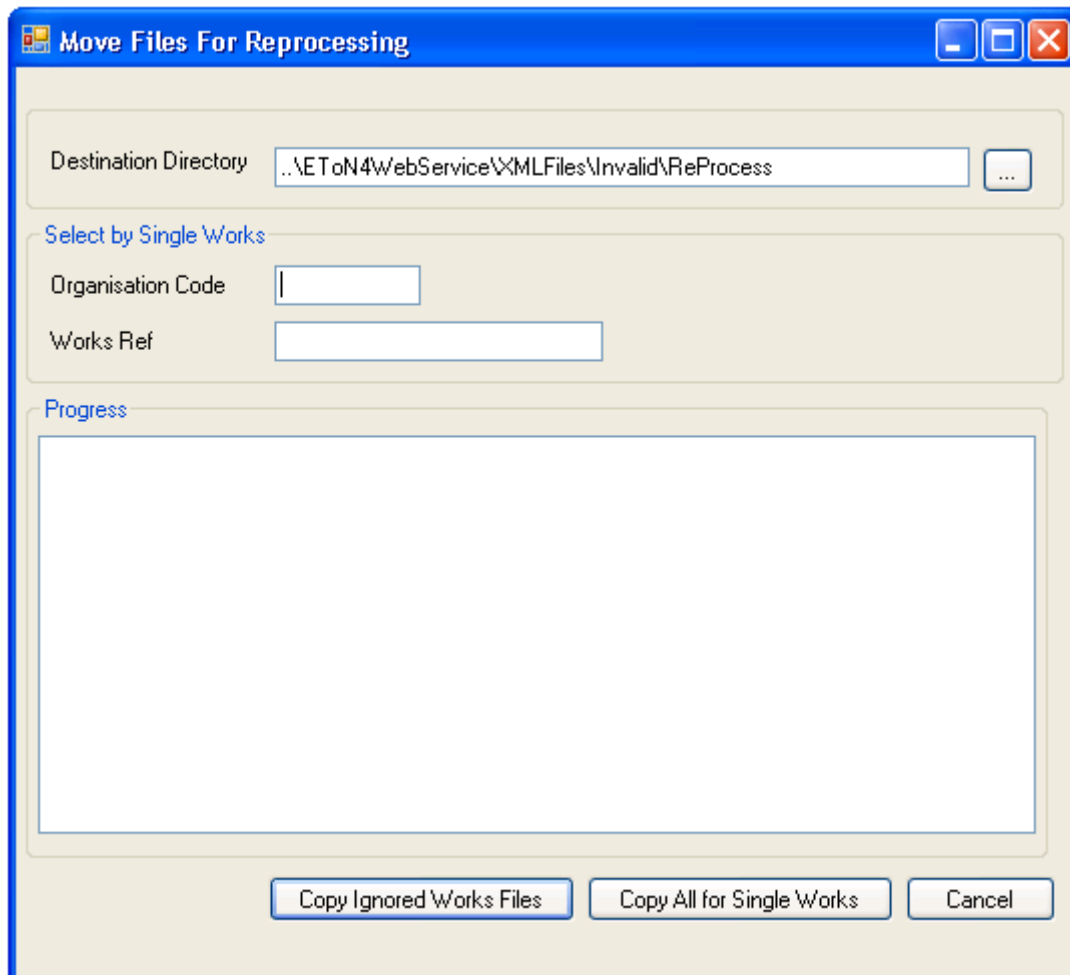 Move Files For Reprocessing
Destination Directory ..\EToN4WebService\XMLFiles\Invalid\ReProcess ...
Select by Single Works
Organisation Code
Works Ref
Progress
Copy Ignored Works Files Copy All for Single Works Cancel